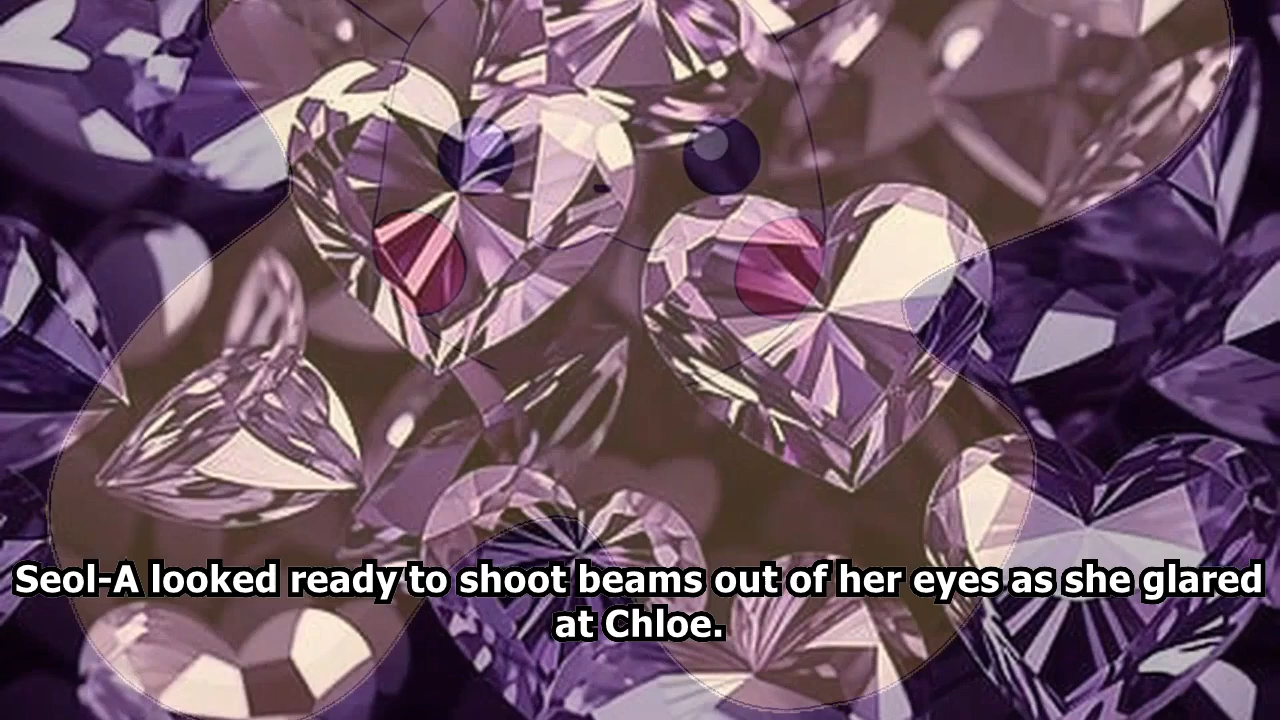 Seol-A looked ready to shoot beams out of her eyes as she glared
at Chloe.